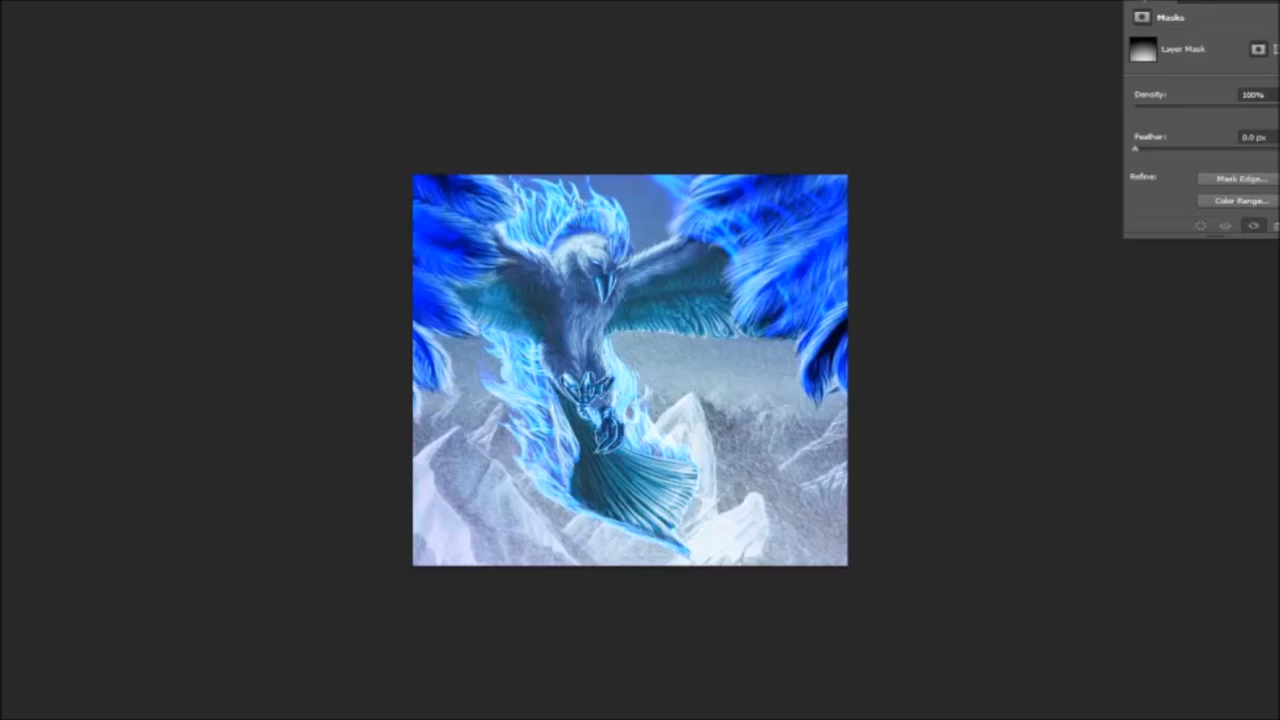 Masks
Layer Mask
Density: 100%
Feather: 0.0 px
Refine: Mask Edge...
Color Range...